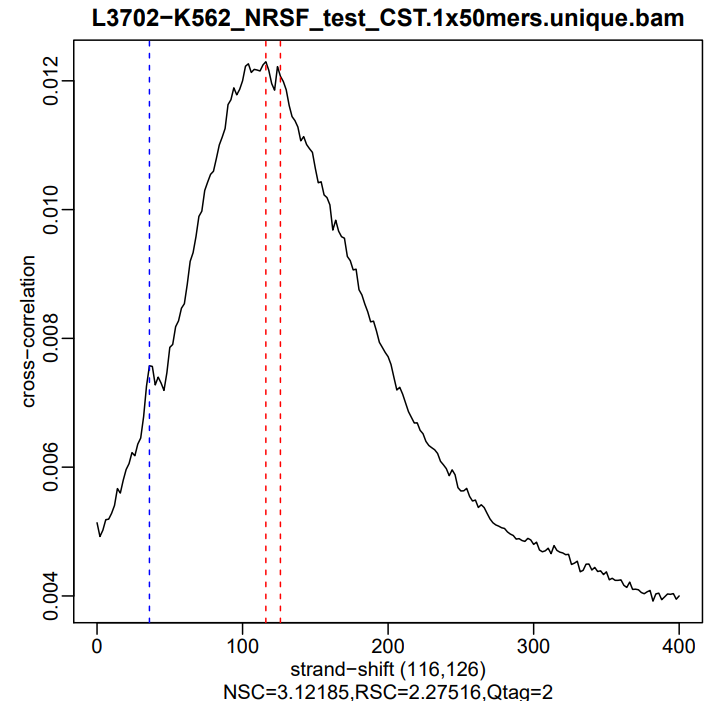 L3702−K562_NRSF_test_CST.1x50mers.unique.bam
0.012
0.010
0.008
0.006
0.004
cross−correlation
0 100 200 300 400
strand−shift (116,126)
NSC=3.12185,RSC=2.27516,Qtag=2